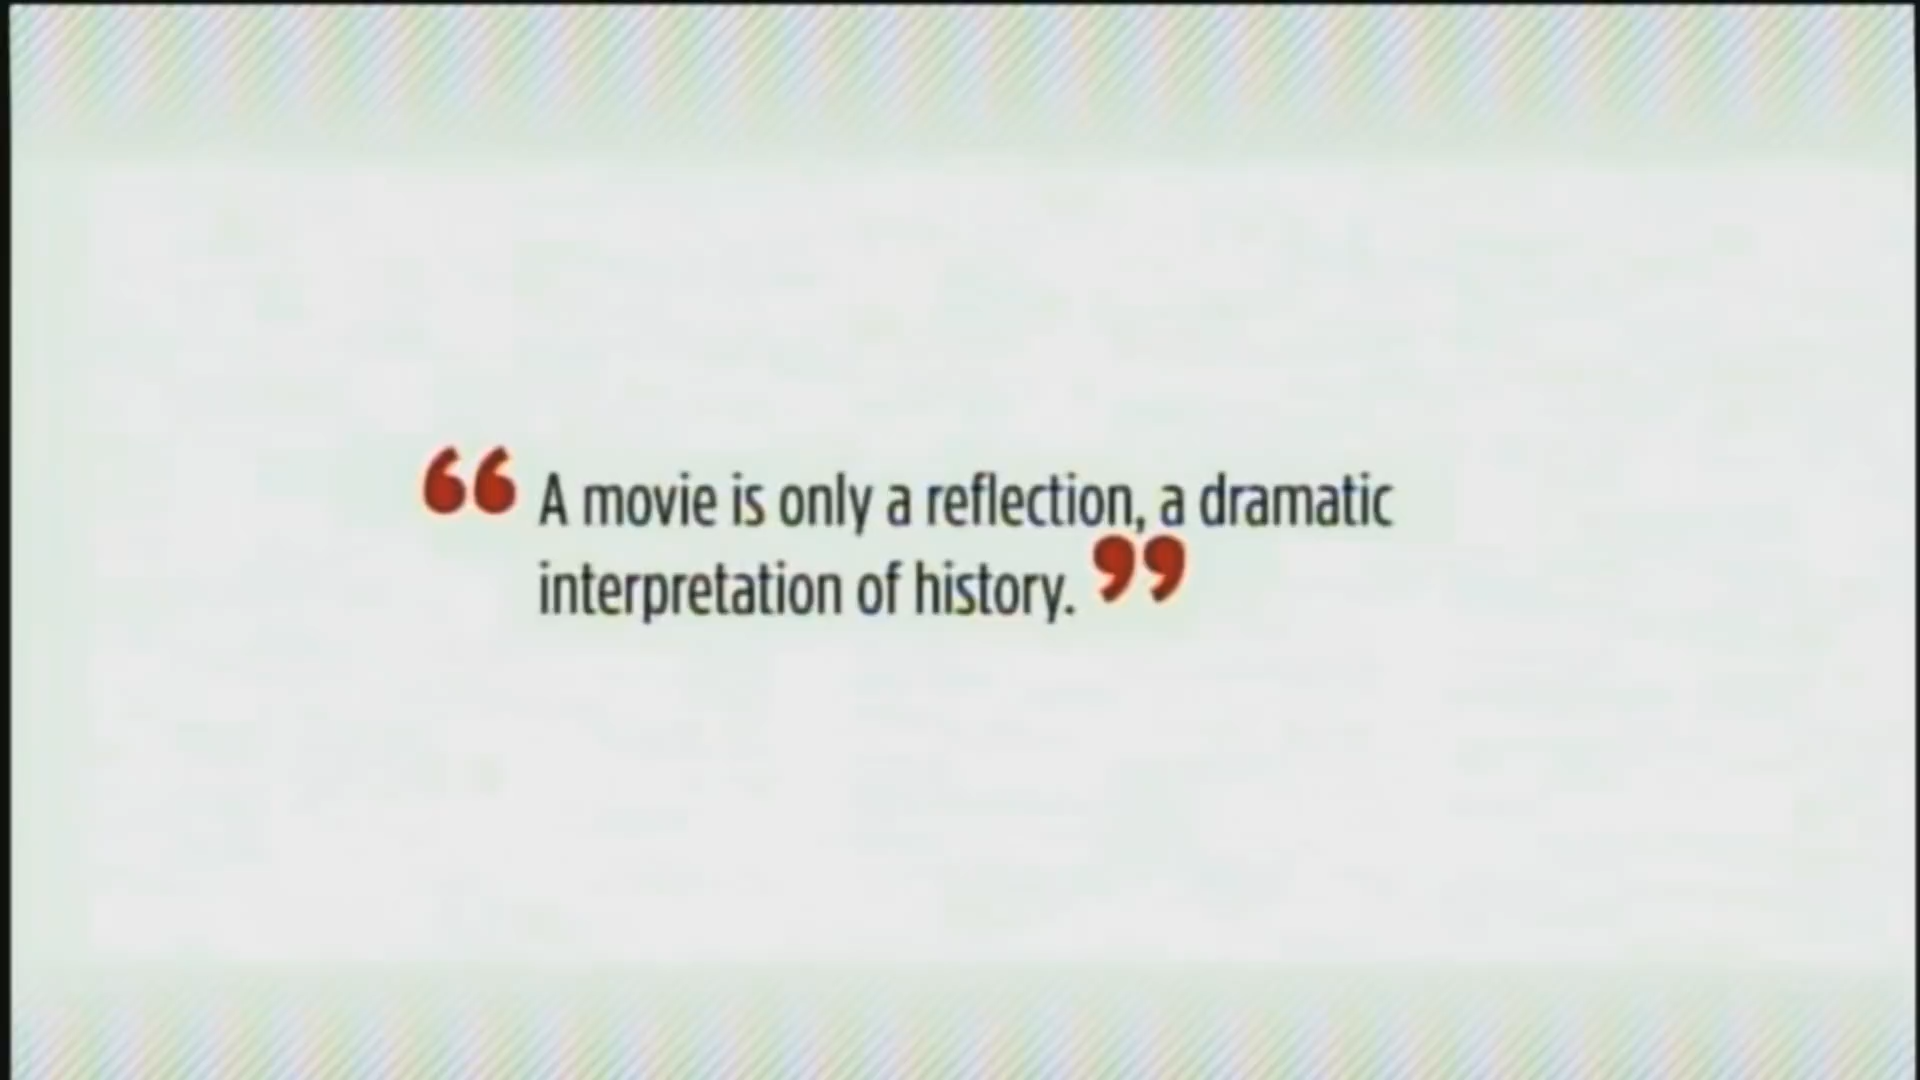 “A movie is only a reflection, a dramatic
interpretation of history.”